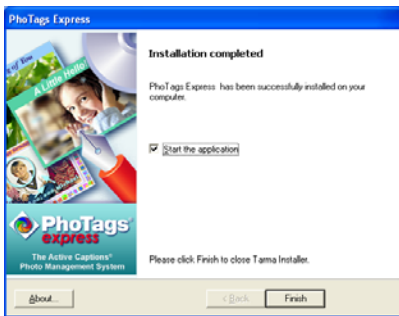 PhoTags Express
Installation completed
PhoTags Express has been successfully installed on your
computer.
Start the application
A Little Hello!
PhoTags
express
The Active Captions®
Photo Management System
Please click Finish to close Tarma Installer.
About...
< Back
Finish